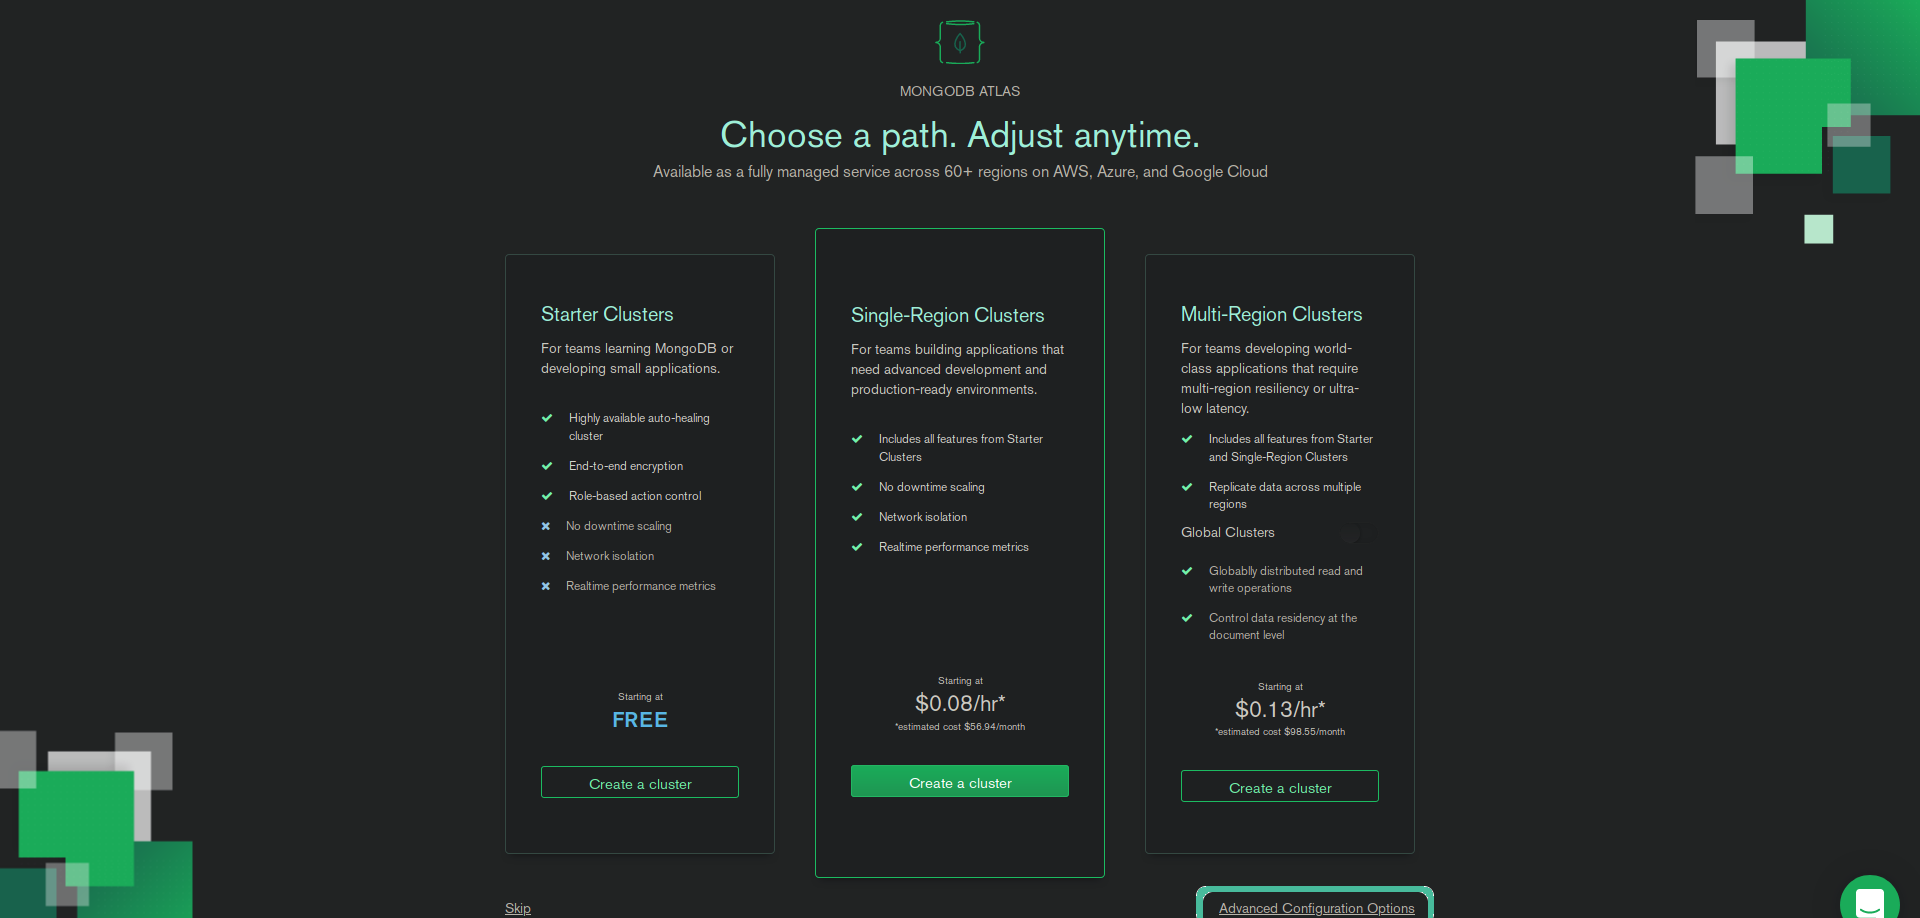 MONGODB ATLAS
Choose a path. Adjust anytime.
Available as a fully managed service across 60+ regions on AWS, Azure, and Google Cloud
Starter Clusters
For teams learning MongoDB or
developing small applications.
Highly available auto-healing
cluster
End-to-end encryption
Role-based action control
No downtime scaling
Network isolation
Realtime performance metrics
Starting at
FREE
Create a cluster
Single-Region Clusters
For teams building applications that
need advanced development and
production-ready environments.
Includes all features from Starter
Clusters
No downtime scaling
Network isolation
Realtime performance metrics
Starting at
$0.08/hr*
*estimated cost $56.94/month
Create a cluster
Multi-Region Clusters
For teams developing world-
class applications that require
multi-region resiliency or ultra-
low latency.
Includes all features from Starter
and Single-Region Clusters
Replicate data across multiple
regions
Global Clusters
Globablly distributed read and
write operations
Control data residency at the
document level
Starting at
$0.13/hr*
*estimated cost $98.55/month
Create a cluster
Skip
Advanced Configuration Options